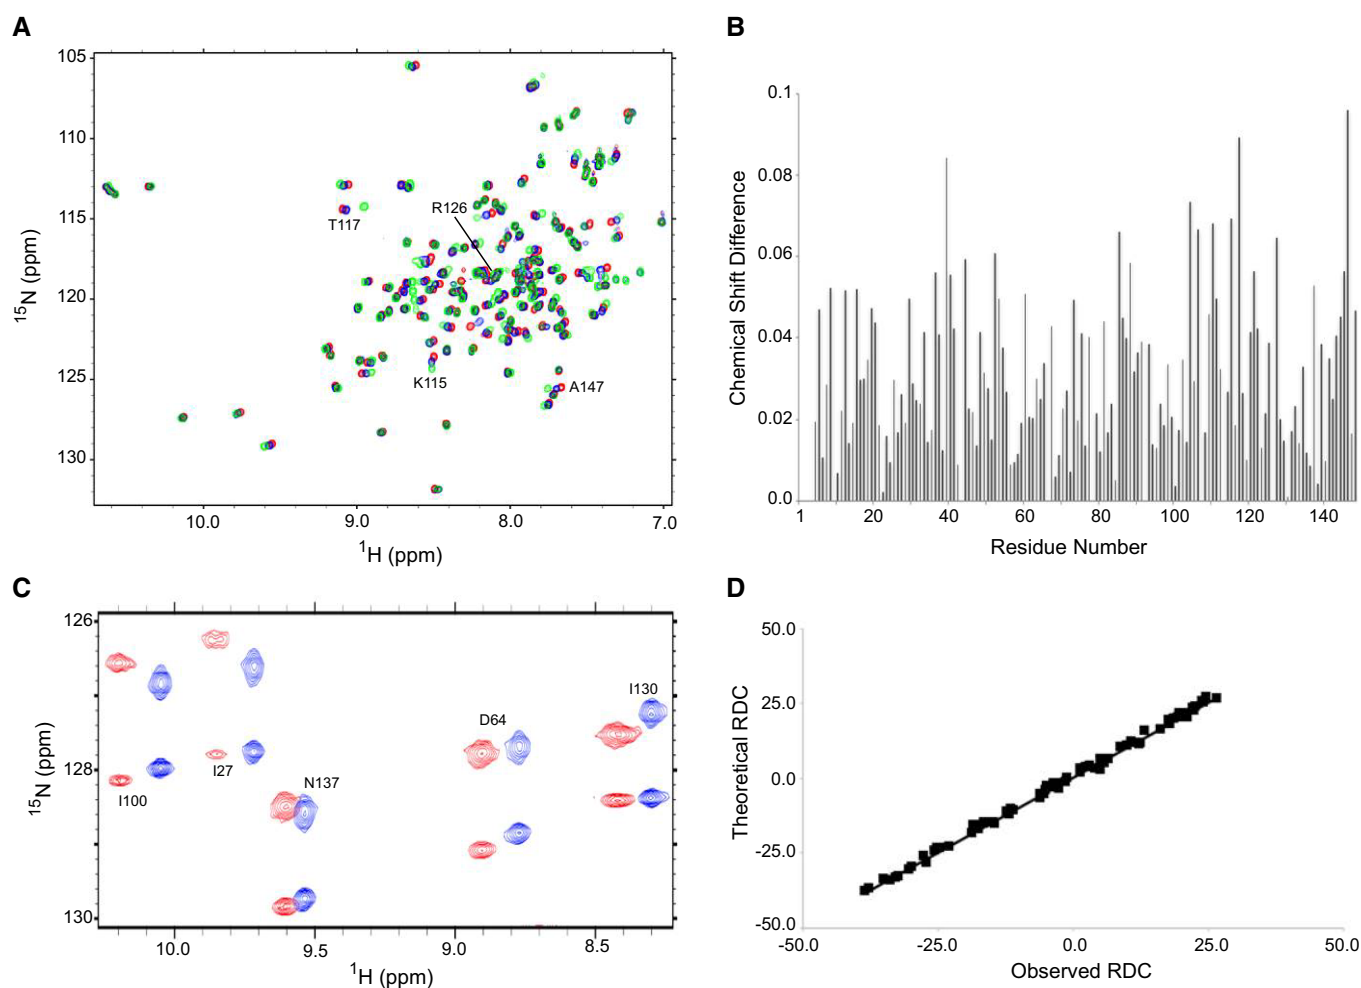 A
105
110
115
120
125
130
15N (ppm)
R126
T117
K115
A147
10.0
9.0
8.0
7.0
1H (ppm)
B
0.1
0.08
0.06
0.04
0.02
0.0
Chemical Shift Difference
1
20
40
60
80
100
120
140
Residue Number
C
126
128
130
15N (ppm)
I130
D64
I27
N137
I100
10.0
9.5
9.0
8.5
1H (ppm)
D
50.0
25.0
0.0
-25.0
-50.0
Theoretical RDC
-50.0
-25.0
0.0
25.0
50.0
Observed RDC